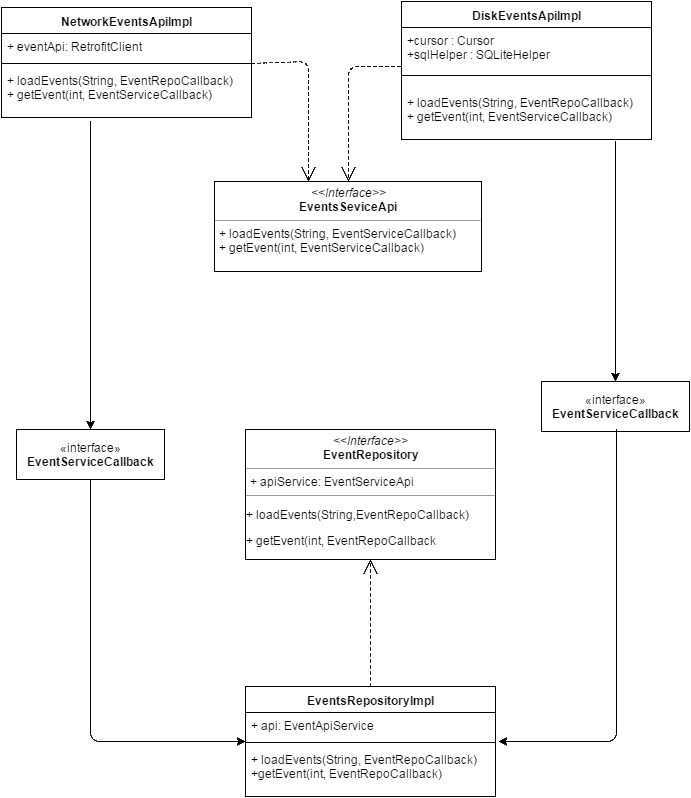 NetworkEventsApiImpl
+ eventApi: RetrofitClient
+ loadEvents(String, EventRepoCallback)
+ getEvent(int, EventServiceCallback)
DiskEventsApiImpl
+cursor : Cursor
+sqlHelper : SQLiteHelper
+ loadEvents(String, EventRepoCallback)
+ getEvent(int, EventServiceCallback)
<<Interface>>
EventsSeviceApi
+ loadEvents(String, EventServiceCallback)
+ getEvent(int, EventServiceCallback)
«interface»
EventServiceCallback
«interface»
EventServiceCallback
<<Interface>>
EventRepository
+ apiService: EventServiceApi
+ loadEvents(String,EventRepoCallback)
+ getEvent(int, EventRepoCallback
EventsRepositoryImpl
+ api: EventApiService
+ loadEvents(String, EventRepoCallback)
+getEvent(int, EventRepoCallback)